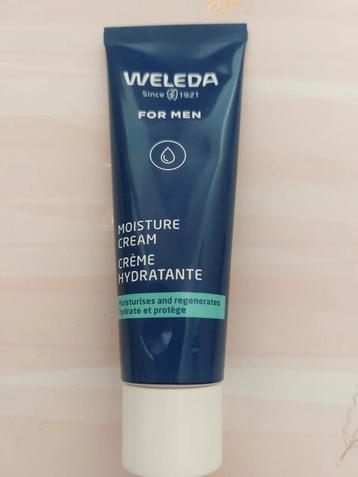 WELEDA
Since 1921
FOR MEN
MOISTURE
CREAM
CRÈME
HYDRATANTE
Moisturises and regenerates
Hydrate et protège